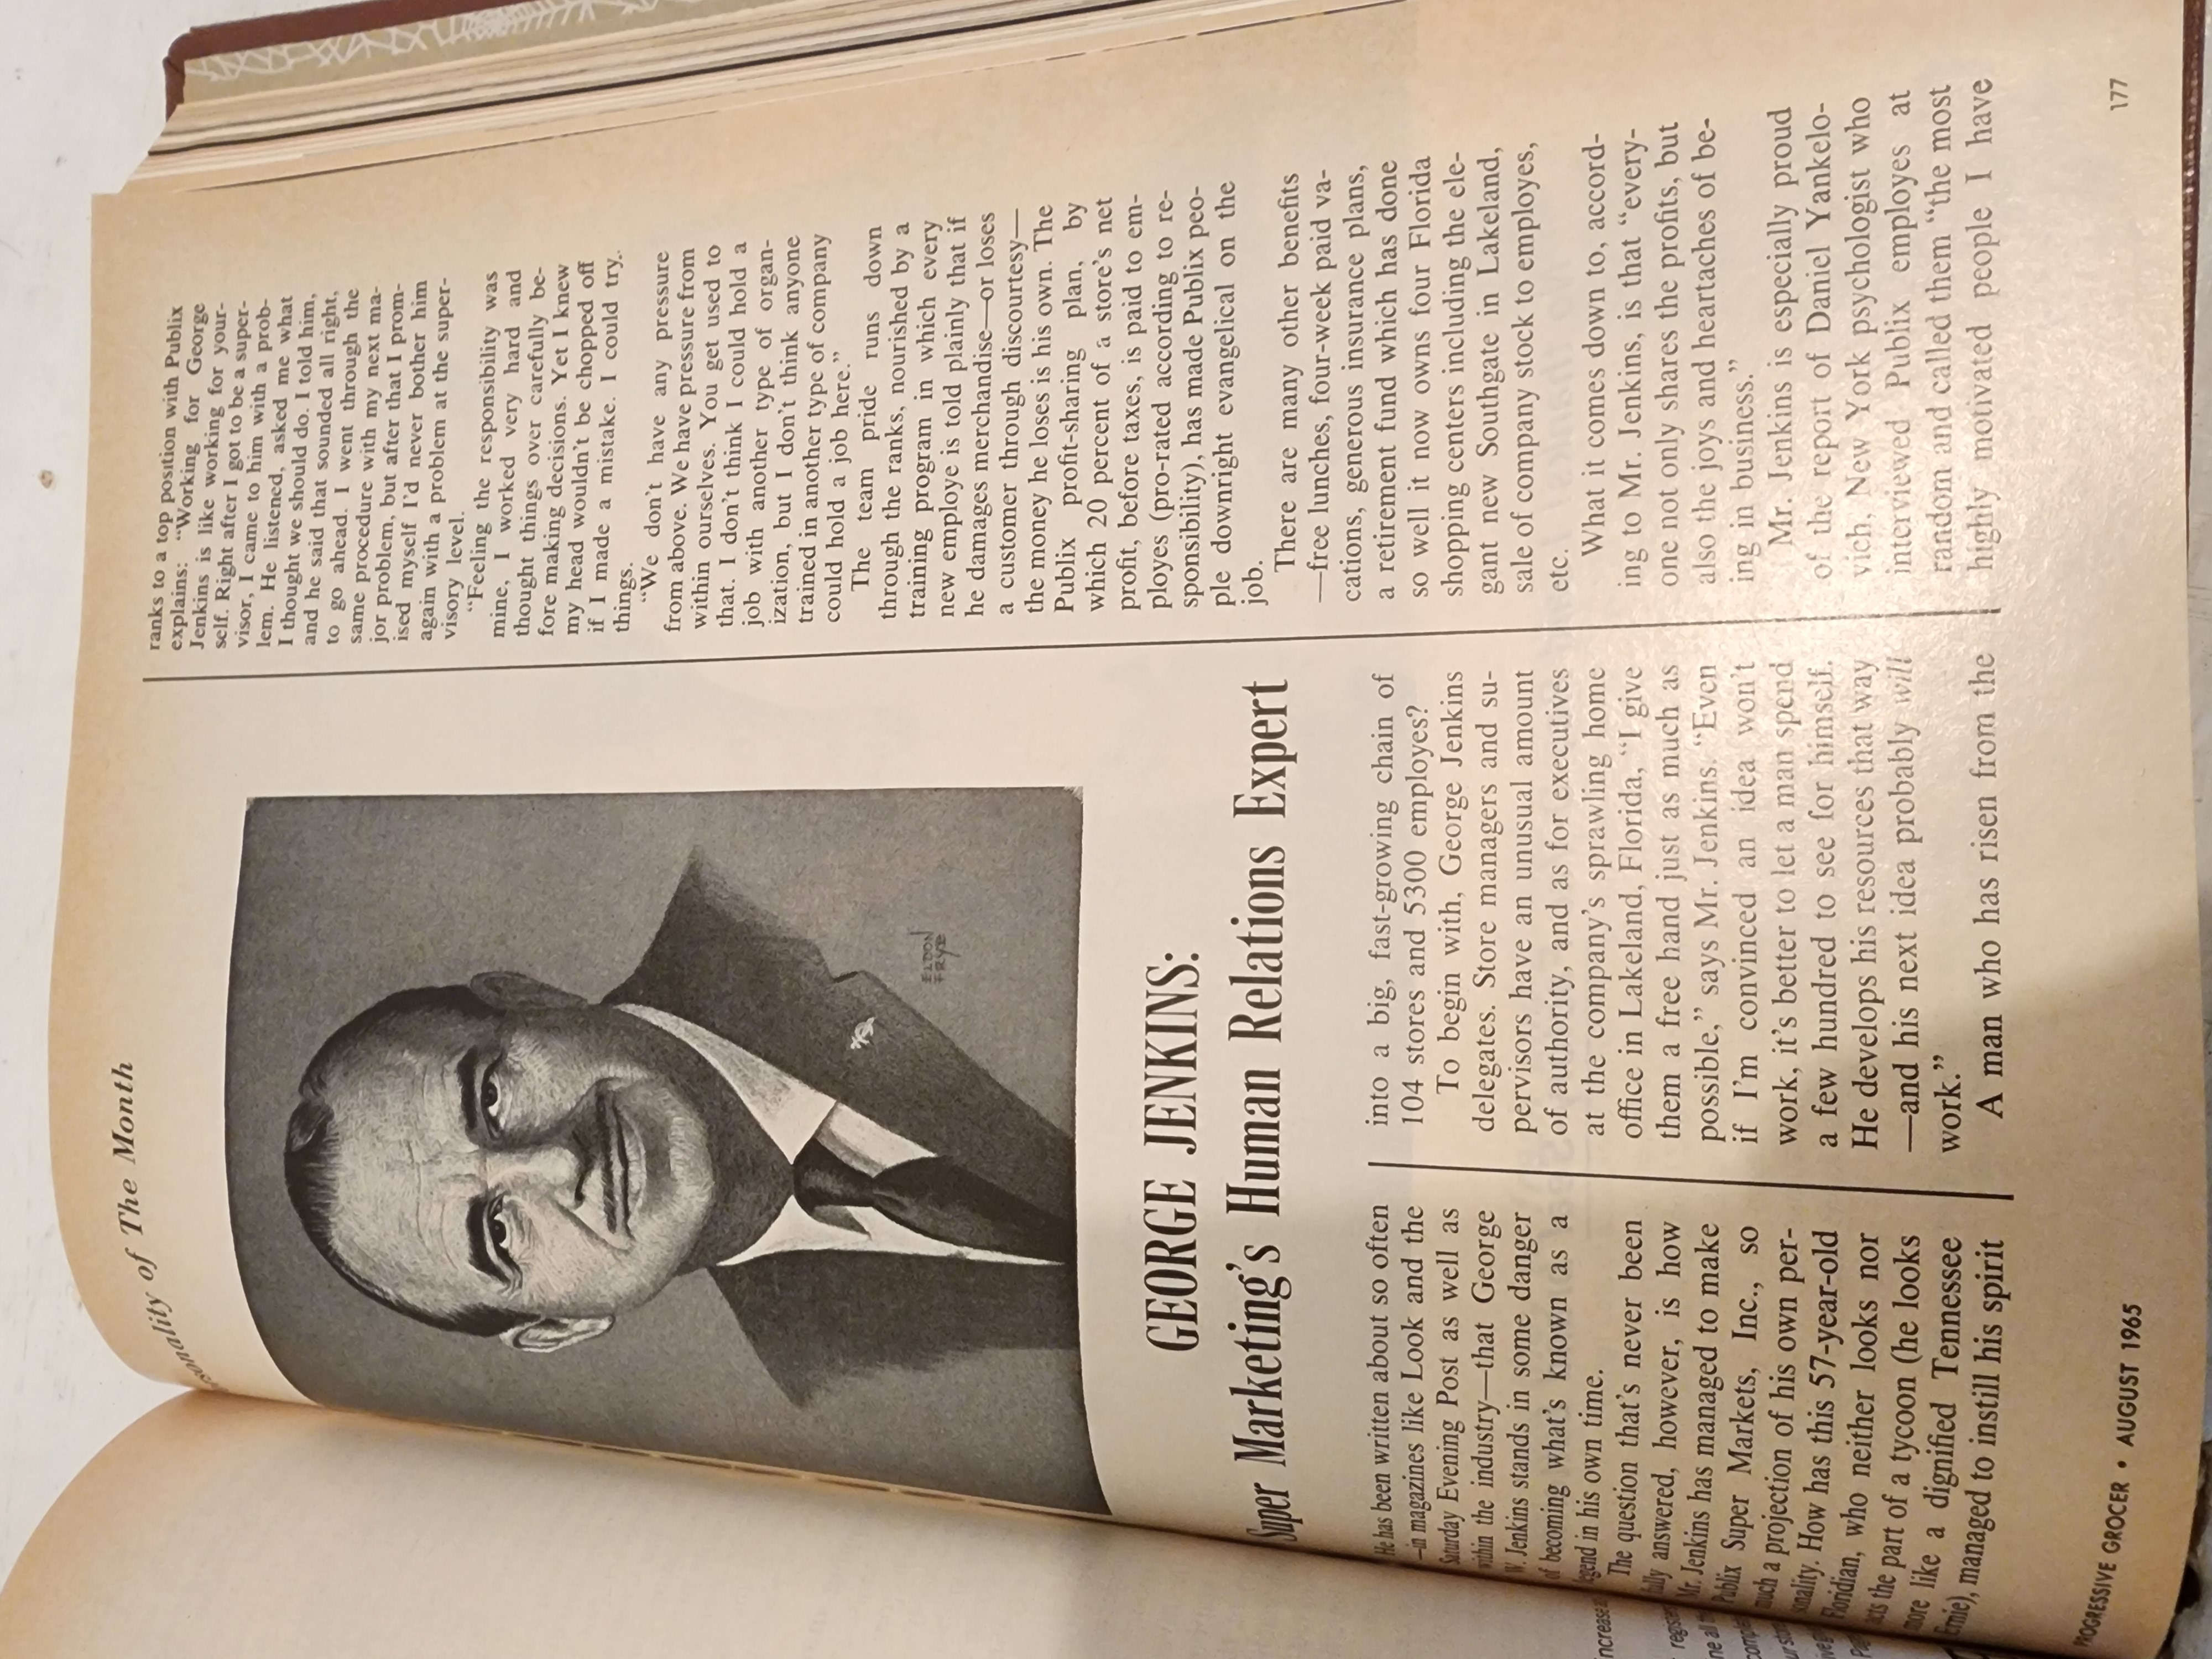 Personality of The Month
ELDON
FRYE
GEORGE JENKINS:
Super Marketing's Human Relations Expert
He has been written about so often
—in magazines like Look and the
Saturday Evening Post as well as
within the industry—that George
W. Jenkins stands in some danger
of becoming what's known as a
legend in his own time.
The question that's never been
fully answered, however, is how
Mr. Jenkins has managed to make
Publix Super Markets, Inc., so
much a projection of his own per-
sonality. How has this 57-year-old
Floridian, who neither looks nor
acts the part of a tycoon (he looks
more like a dignified Tennessee
Ernie), managed to instill his spirit
into a big, fast-growing chain of
104 stores and 5300 employes?
To begin with, George Jenkins
delegates. Store managers and su-
pervisors have an unusual amount
of authority, and as for executives
at the company's sprawling home
office in Lakeland, Florida, "I give
them a free hand just as much as
possible," says Mr. Jenkins. "Even
if I'm convinced an idea won't
work, it's better to let a man spend
a few hundred to see for himself.
He develops his resources that way
—and his next idea probably will
work."
A man who has risen from the
ranks to a top position with Publix
explains: "Working for George
Jenkins is like working for your-
self. Right after I got to be a super-
visor, I came to him with a prob-
lem. He listened, asked me what
I thought we should do. I told him,
and he said that sounded all right,
to go ahead. I went through the
same procedure with my next ma-
jor problem, but after that I prom-
ised myself I'd never bother him
again with a problem at the super-
visory level.
"Feeling the responsibility was
mine, I worked very hard and
thought things over carefully be-
fore making decisions. Yet I knew
my head wouldn't be chopped off
if I made a mistake. I could try
things.
"We don't have any pressure
from above. We have pressure from
within ourselves. You get used to
that. I don't think I could hold a
job with another type of organ-
ization, but I don't think anyone
trained in another type of company
could hold a job here."
The team pride runs down
through the ranks, nourished by a
training program in which every
new employe is told plainly that if
he damages merchandise—or loses
a customer through discourtesy—
the money he loses is his own. The
Publix profit-sharing plan, by
which 20 percent of a store's net
profit, before taxes, is paid to em-
ployes (pro-rated according to re-
sponsibility), has made Publix peo-
ple downright evangelical on the
job.
There are many other benefits
—free lunches, four-week paid va-
cations, generous insurance plans,
a retirement fund which has done
so well it now owns four Florida
shopping centers including the ele-
gant new Southgate in Lakeland,
sale of company stock to employes,
etc.
What it comes down to, accord-
ing to Mr. Jenkins, is that "every-
one not only shares the profits, but
also the joys and heartaches of be-
ing in business."
Mr. Jenkins is especially proud
of the report of Daniel Yankelo-
vich, New York psychologist who
interviewed Publix employes at
random and called them "the most
highly motivated people I have
PROGRESSIVE GROCER • AUGUST 1965
177
increase